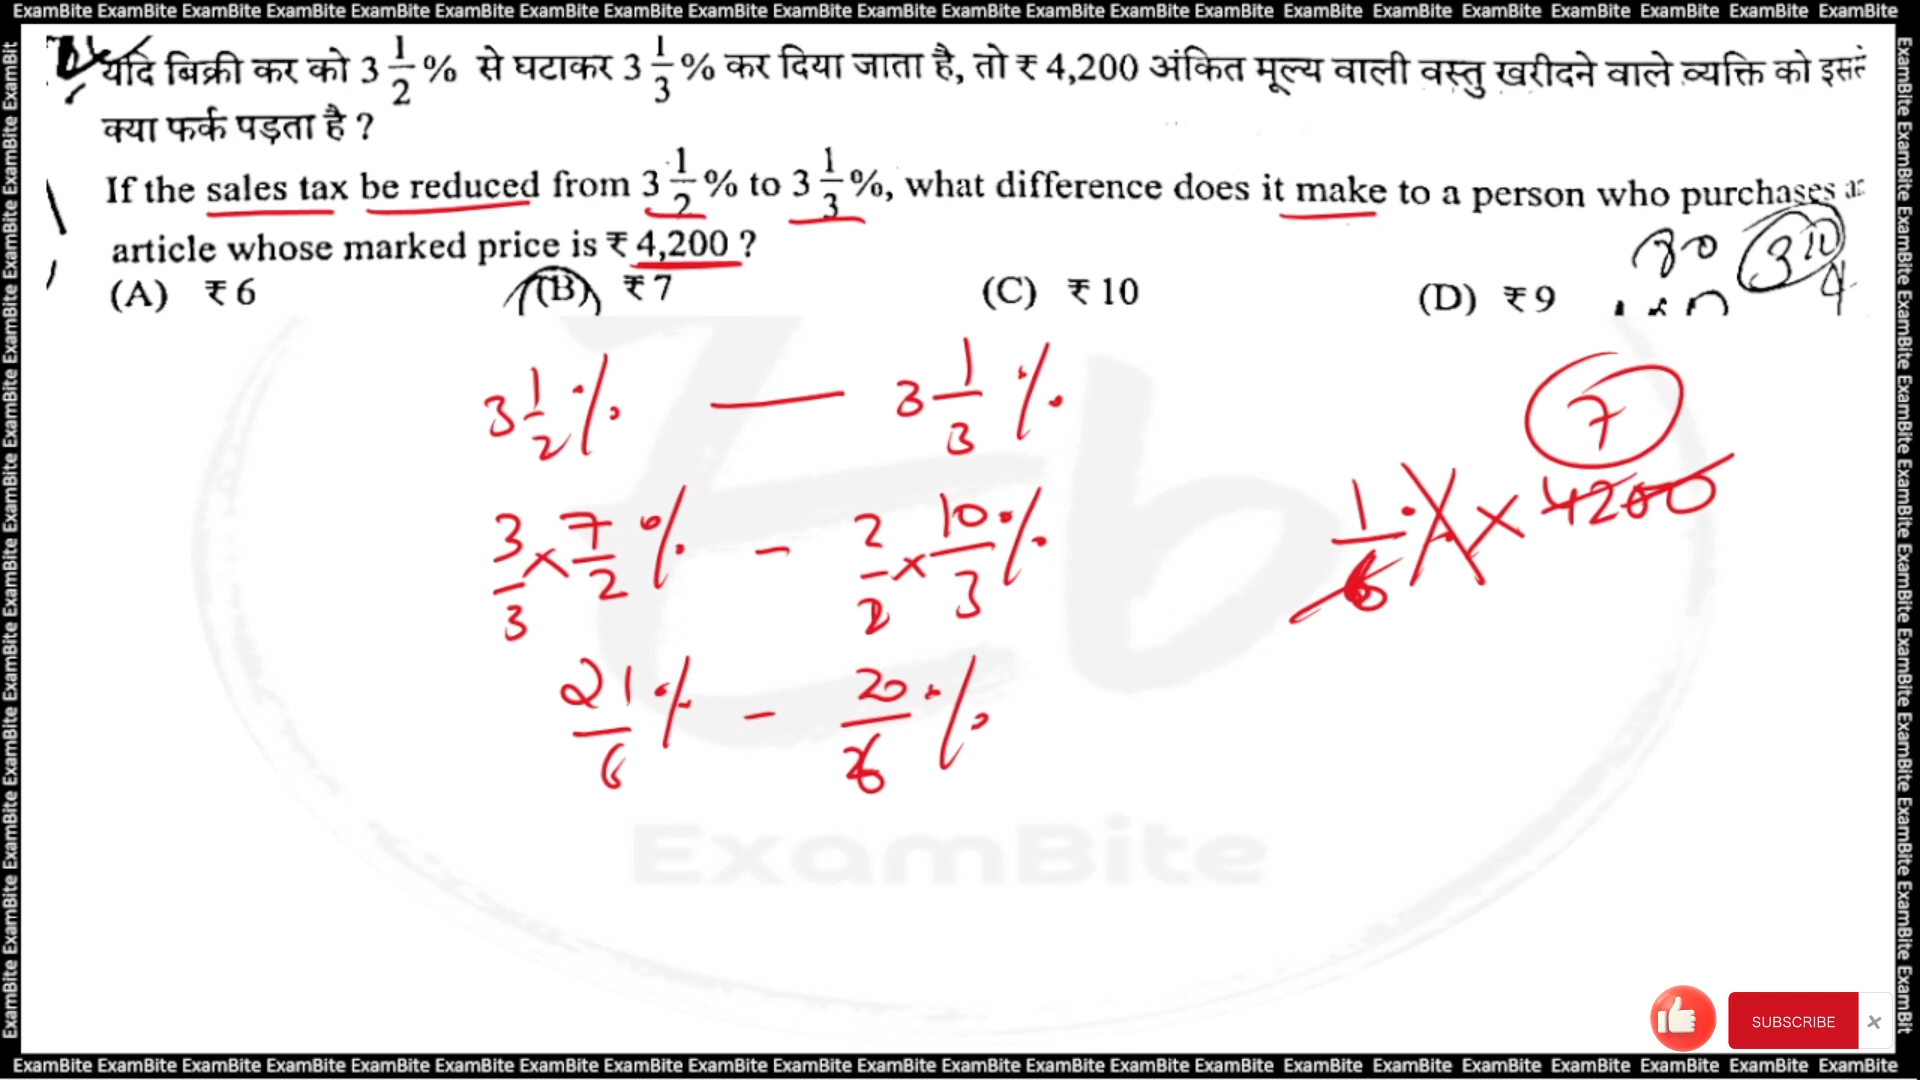 ExamBite ExamBite ExamBite ExamBite ExamBite ExamBite ExamBite ExamBite ExamBite ExamBite ExamBite ExamBite ExamBite ExamBite ExamBite ExamBite ExamBite ExamBite ExamBite ExamBite ExamBite
यदि बिक्री कर को 3 1/2 % से घटाकर 3 1/3 % कर दिया जाता है, तो ₹ 4,200 अंकित मूल्य वाली वस्तु खरीदने वाले व्यक्ति को
क्या फर्क पड़ता है ?
If the sales tax be reduced from 3 1/2 % to 3 1/3 %, what difference does it make to a person who purchases
article whose marked price is ₹ 4,200 ?
(A) ₹ 6 (B) ₹ 7 (C) ₹ 10 (D) ₹ 9
3 1/2 % — 3 1/3 %
7
3/3 × 7/2 % - 2/2 × 10/3 %
1/6 % × 4200
21/6 % - 20/6 %
ExamBite
SUBSCRIBE
ExamBite ExamBite ExamBite ExamBite ExamBite ExamBite ExamBite ExamBite ExamBite ExamBite ExamBite ExamBite ExamBite ExamBite ExamBite ExamBite ExamBite ExamBite ExamBite ExamBite ExamBite